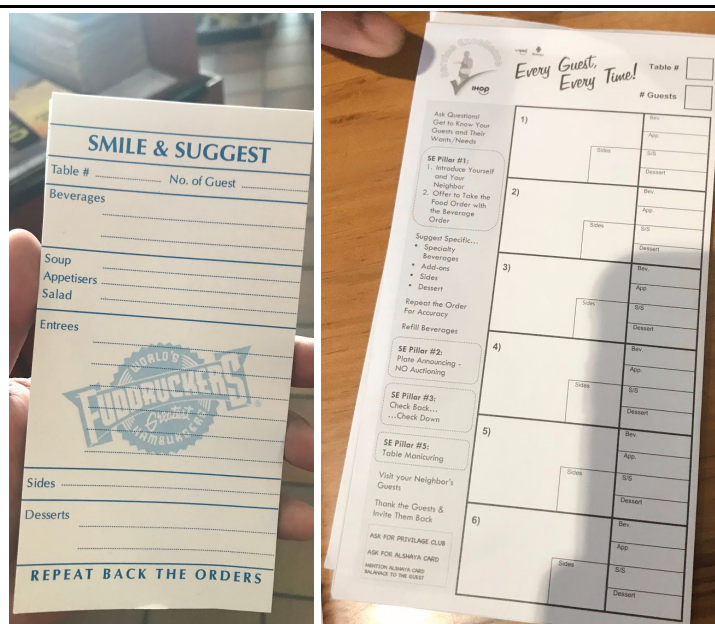 SMILE & SUGGEST
Table # No. of Guest
Beverages
Soup
Appetisers
Salad
Entrees
WORLD'S
FUDDRUCKERS
Greatest
HAMBURGERS
Sides
Desserts
REPEAT BACK THE ORDERS
IHOP
Every Guest,
Every Time!
Table #
# Guests
Ask Questions!
Get to Know Your
Guests and Their
Wants/Needs
SE Pillar #1:
1. Introduce Yourself
and Your
Neighbor
2. Offer to Take the
Food Order with
the Beverage
Order
Suggest Specific...
• Specialty
Beverages
• Add-ons
• Sides
• Dessert
Repeat the Order
For Accuracy
Refill Beverages
SE Pillar #2:
Plate Announcing -
NO Auctioning
SE Pillar #3:
Check Back...
...Check Down
SE Pillar #5:
Table Manicuring
Visit your Neighbor's
Guests
Thank the Guests &
Invite Them Back
ASK FOR PRIVILAGE CLUB
ASK FOR ALSHAYA CARD
MENTION ALSHAYA CARD
BALANACE TO THE GUEST
1)
Sides
Bev.
App.
S/S
Dessert
2)
Sides
Bev.
App.
S/S
Dessert
3)
Sides
Bev.
App.
S/S
Dessert
4)
Sides
Bev.
App.
S/S
Dessert
5)
Sides
Bev.
App.
S/S
Dessert
6)
Sides
Bev.
App
S/S
Dessert